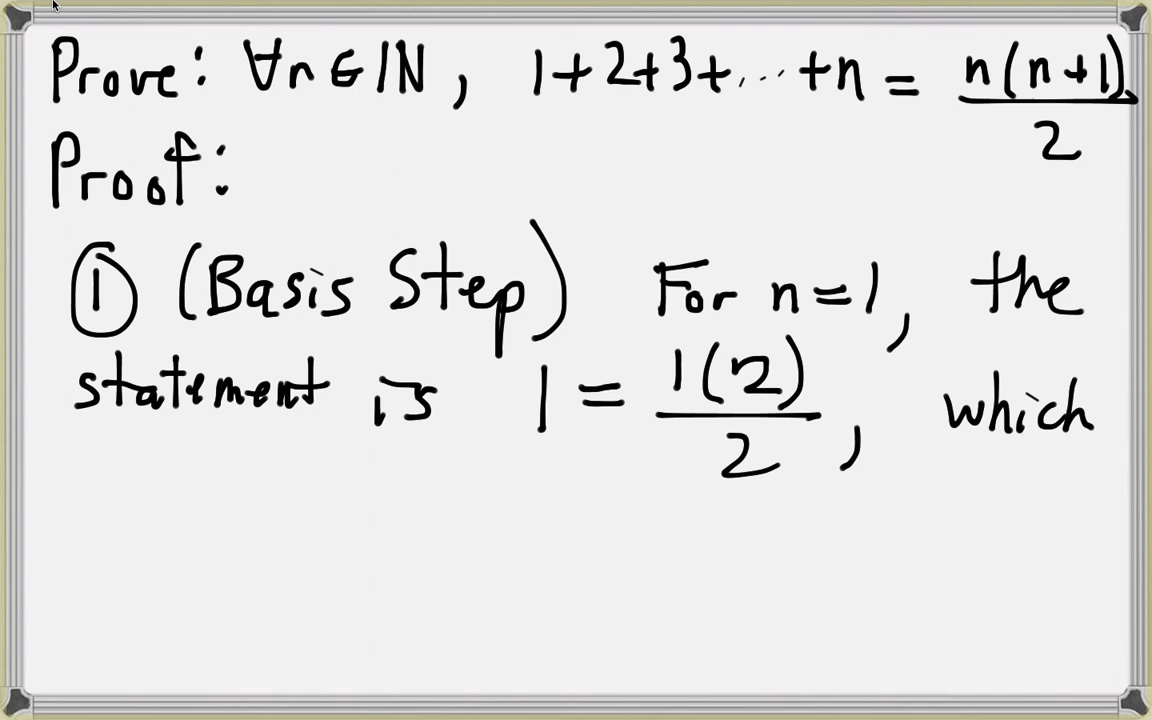 Prove: ∀n∈ℕ, 1+2+3+...+n = n(n+1)/2
Proof:
① (Basis Step) For n=1, the
statement is 1 = 1(2)/2, which